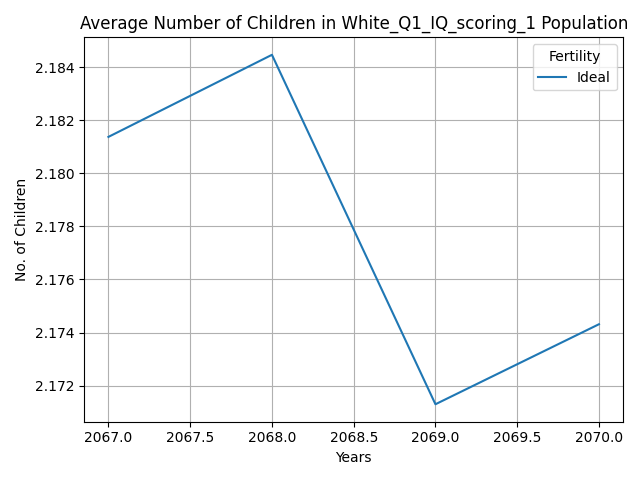 Average Number of Children in White_Q1_IQ_scoring_1 Population
Fertility
Ideal
2.184
2.182
2.180
2.178
2.176
2.174
2.172
No. of Children
2067.0 2067.5 2068.0 2068.5 2069.0 2069.5 2070.0
Years